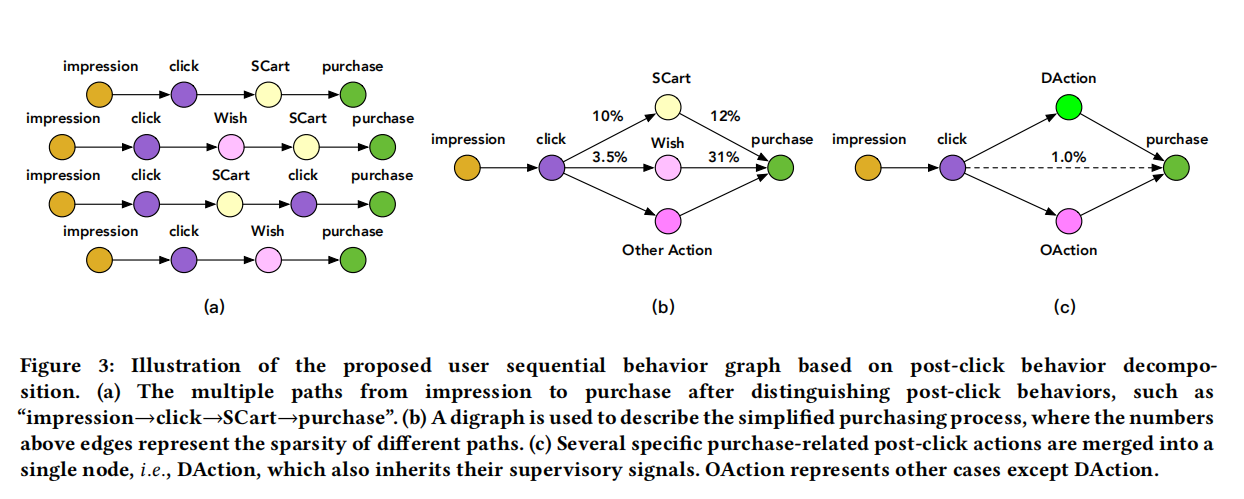 impression click SCart purchase
impression click Wish SCart purchase
impression click SCart click purchase
impression click Wish purchase
(a)
SCart
10% 12%
impression click Wish purchase
3.5% 31%
Other Action
(b)
DAction
impression click purchase
1.0%
OAction
(c)
Figure 3: Illustration of the proposed user sequential behavior graph based on post-click behavior decompo-
sition. (a) The multiple paths from impression to purchase after distinguishing post-click behaviors, such as
“impression→click→SCart→purchase”. (b) A digraph is used to describe the simplified purchasing process, where the numbers
above edges represent the sparsity of different paths. (c) Several specific purchase-related post-click actions are merged into a
single node, i.e., DAction, which also inherits their supervisory signals. OAction represents other cases except DAction.